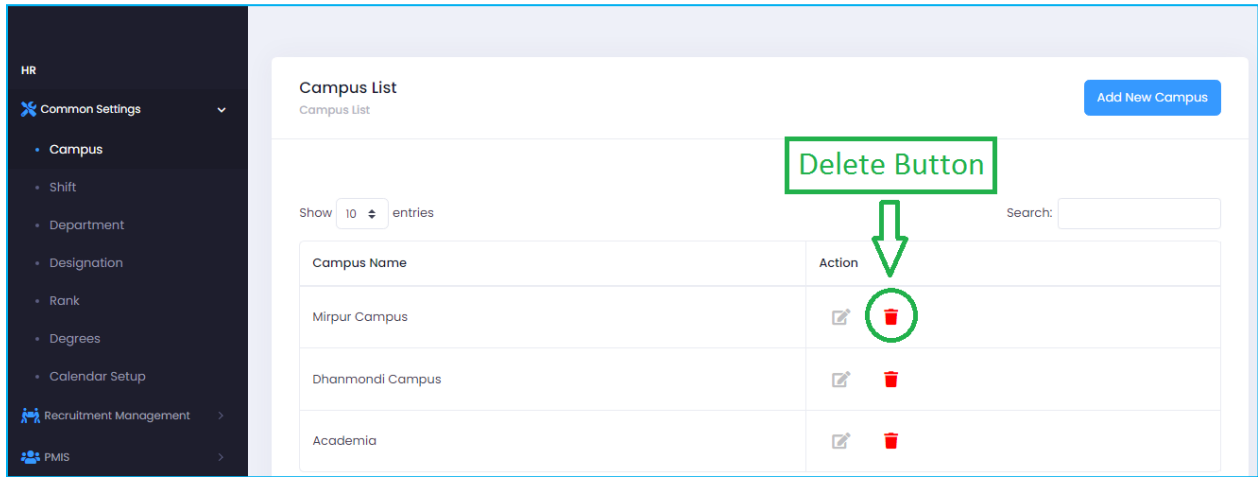 HR
Common Settings
Campus
Shift
Department
Designation
Rank
Degrees
Calendar Setup
Recruitment Management
PMIS
Campus List
Campus List
Add New Campus
Delete Button
Show 10 entries
Search:
Campus Name Action
Mirpur Campus
Dhanmondi Campus
Academia